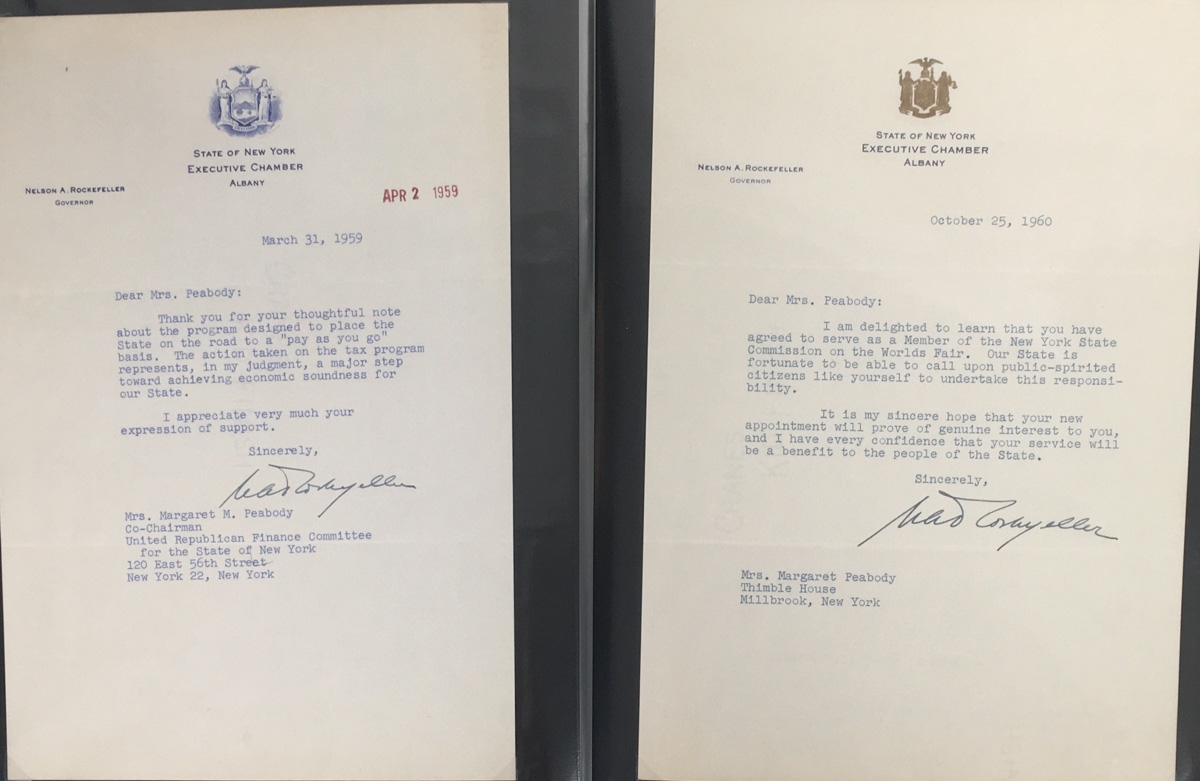 STATE OF NEW YORK
EXECUTIVE CHAMBER
ALBANY
NELSON A. ROCKEFELLER
GOVERNOR
APR 2 1959
March 31, 1959
Dear Mrs. Peabody:
Thank you for your thoughtful note
about the program designed to place the
State on the road to a "pay as you go"
basis. The action taken on the tax program
represents, in my judgment, a major step
toward achieving economic soundness for
our State.
I appreciate very much your
expression of support.
Sincerely,
Mrs. Margaret M. Peabody
Co-Chairman
United Republican Finance Committee
for the State of New York
120 East 56th Street
New York 22, New York
STATE OF NEW YORK
EXECUTIVE CHAMBER
ALBANY
NELSON A. ROCKEFELLER
GOVERNOR
October 25, 1960
Dear Mrs. Peabody:
I am delighted to learn that you have
agreed to serve as a Member of the New York State
Commission on the Worlds Fair. Our State is
fortunate to be able to call upon public-spirited
citizens like yourself to undertake this responsi-
bility.
It is my sincere hope that your new
appointment will prove of genuine interest to you,
and I have every confidence that your service will
be a benefit to the people of the State.
Sincerely,
Mrs. Margaret Peabody
Thimble House
Millbrook, New York